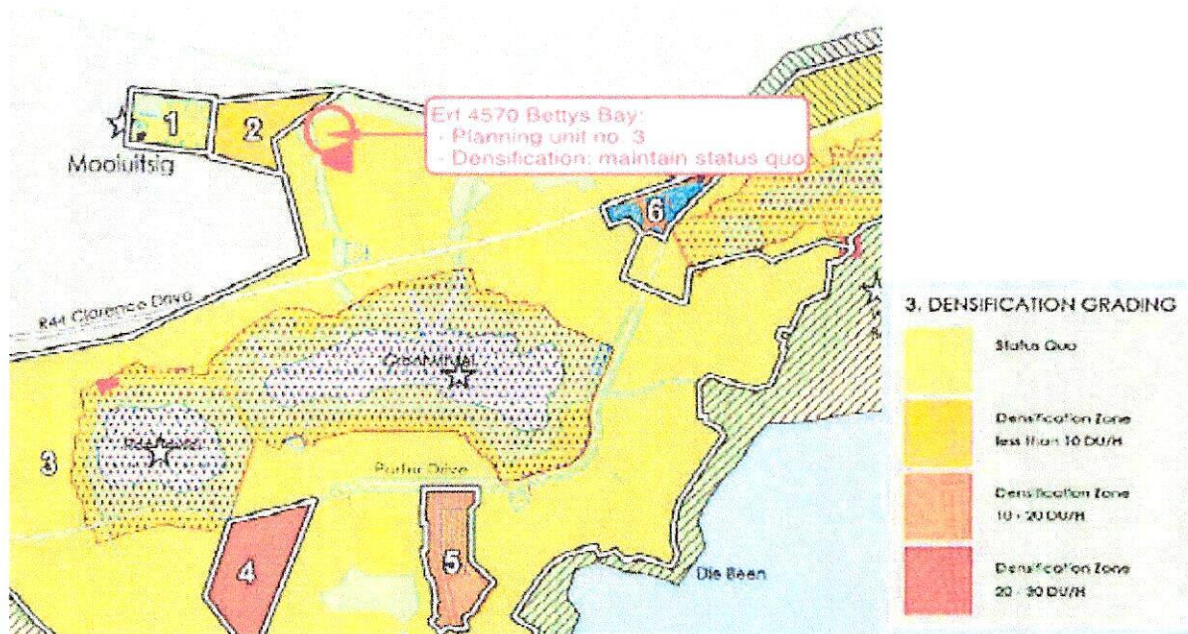 Erf 4570 Bettys Bay:
- Planning unit no. 3
- Densification: maintain status quo
1
2
Mooiuitsig
6
R44 Clarence Drive
3
Porter Drive
4
5
Die Been
3. DENSIFICATION GRADING
Status Quo
Densification Zone
less than 10 DU/H
Densification Zone
10 - 20 DU/H
Densification Zone
20 - 30 DU/H